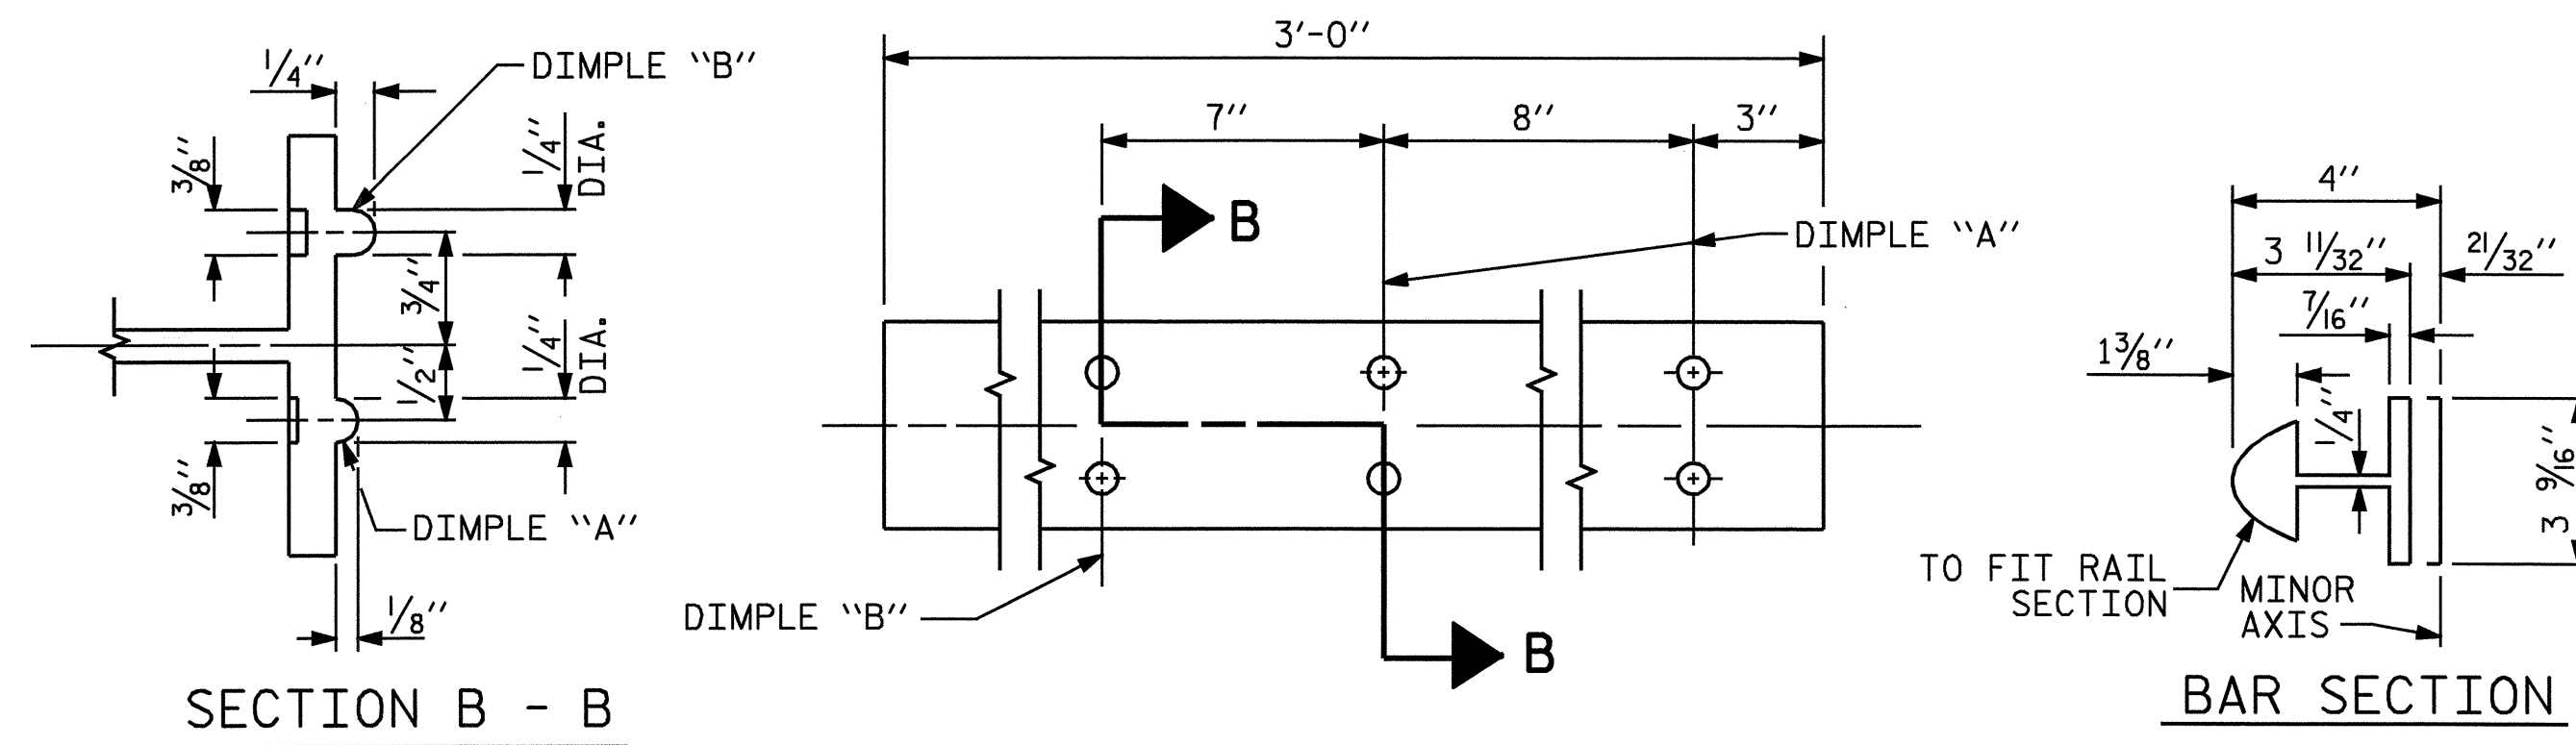 1/4"
DIMPLE "B"
3/8"
1/4" DIA.
3/4"
1/2"
1/4" DIA.
3/8"
DIMPLE "A"
1/8"
SECTION B - B
3'-0"
7"
8"
3"
B
DIMPLE "A"
DIMPLE "B"
B
4"
3 11/32"
21/32"
7/16"
1 3/8"
1/4"
3 9/16"
TO FIT RAIL
SECTION
MINOR
AXIS
BAR SECTION